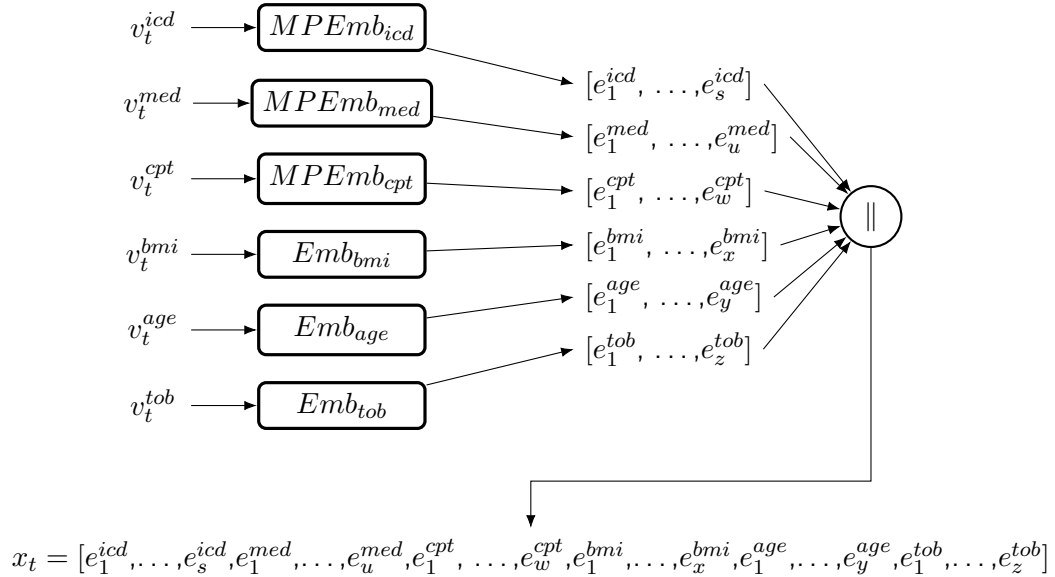 v_t^{icd} MPEmb_{icd}
[e_1^{icd}, ...,e_s^{icd}]
v_t^{med} MPEmb_{med}
[e_1^{med}, ...,e_u^{med}]
v_t^{cpt} MPEmb_{cpt}
[e_1^{cpt}, ...,e_w^{cpt}]
∥
v_t^{bmi} Emb_{bmi}
[e_1^{bmi}, ...,e_x^{bmi}]
v_t^{age} Emb_{age}
[e_1^{age}, ...,e_y^{age}]
v_t^{tob} Emb_{tob}
[e_1^{tob}, ...,e_z^{tob}]
x_t = [e_1^{icd},...,e_s^{icd},e_1^{med},...,e_u^{med},e_1^{cpt}, ...,e_w^{cpt},e_1^{bmi},...,e_x^{bmi},e_1^{age},...,e_y^{age},e_1^{tob},...,e_z^{tob}]